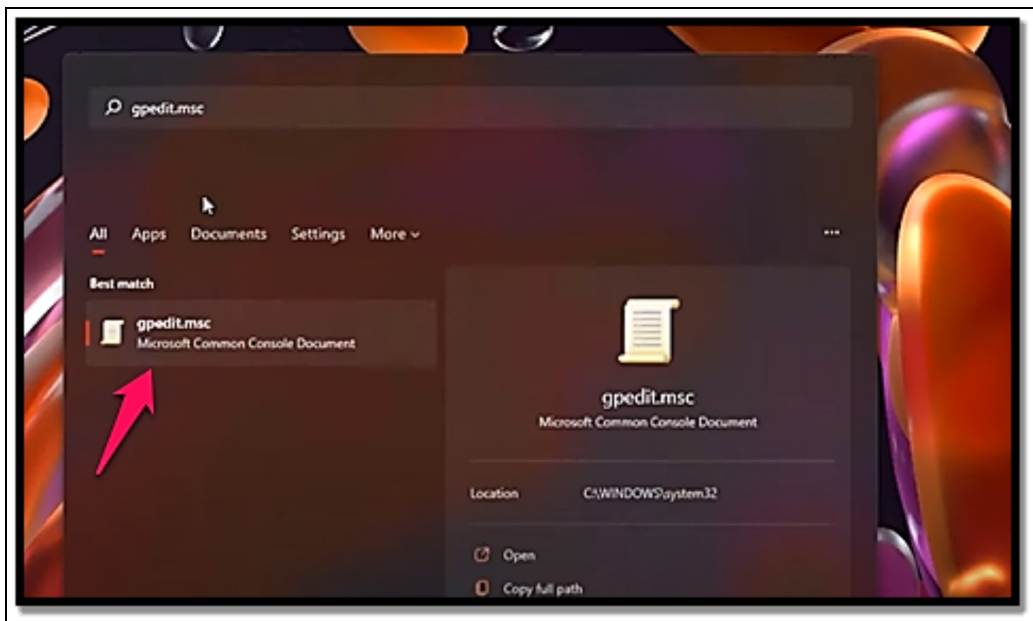 gpedit.msc
All Apps Documents Settings More
Best match
gpedit.msc
Microsoft Common Console Document
gpedit.msc
Microsoft Common Console Document
Location C:\WINDOWS\system32
Open
Copy full path